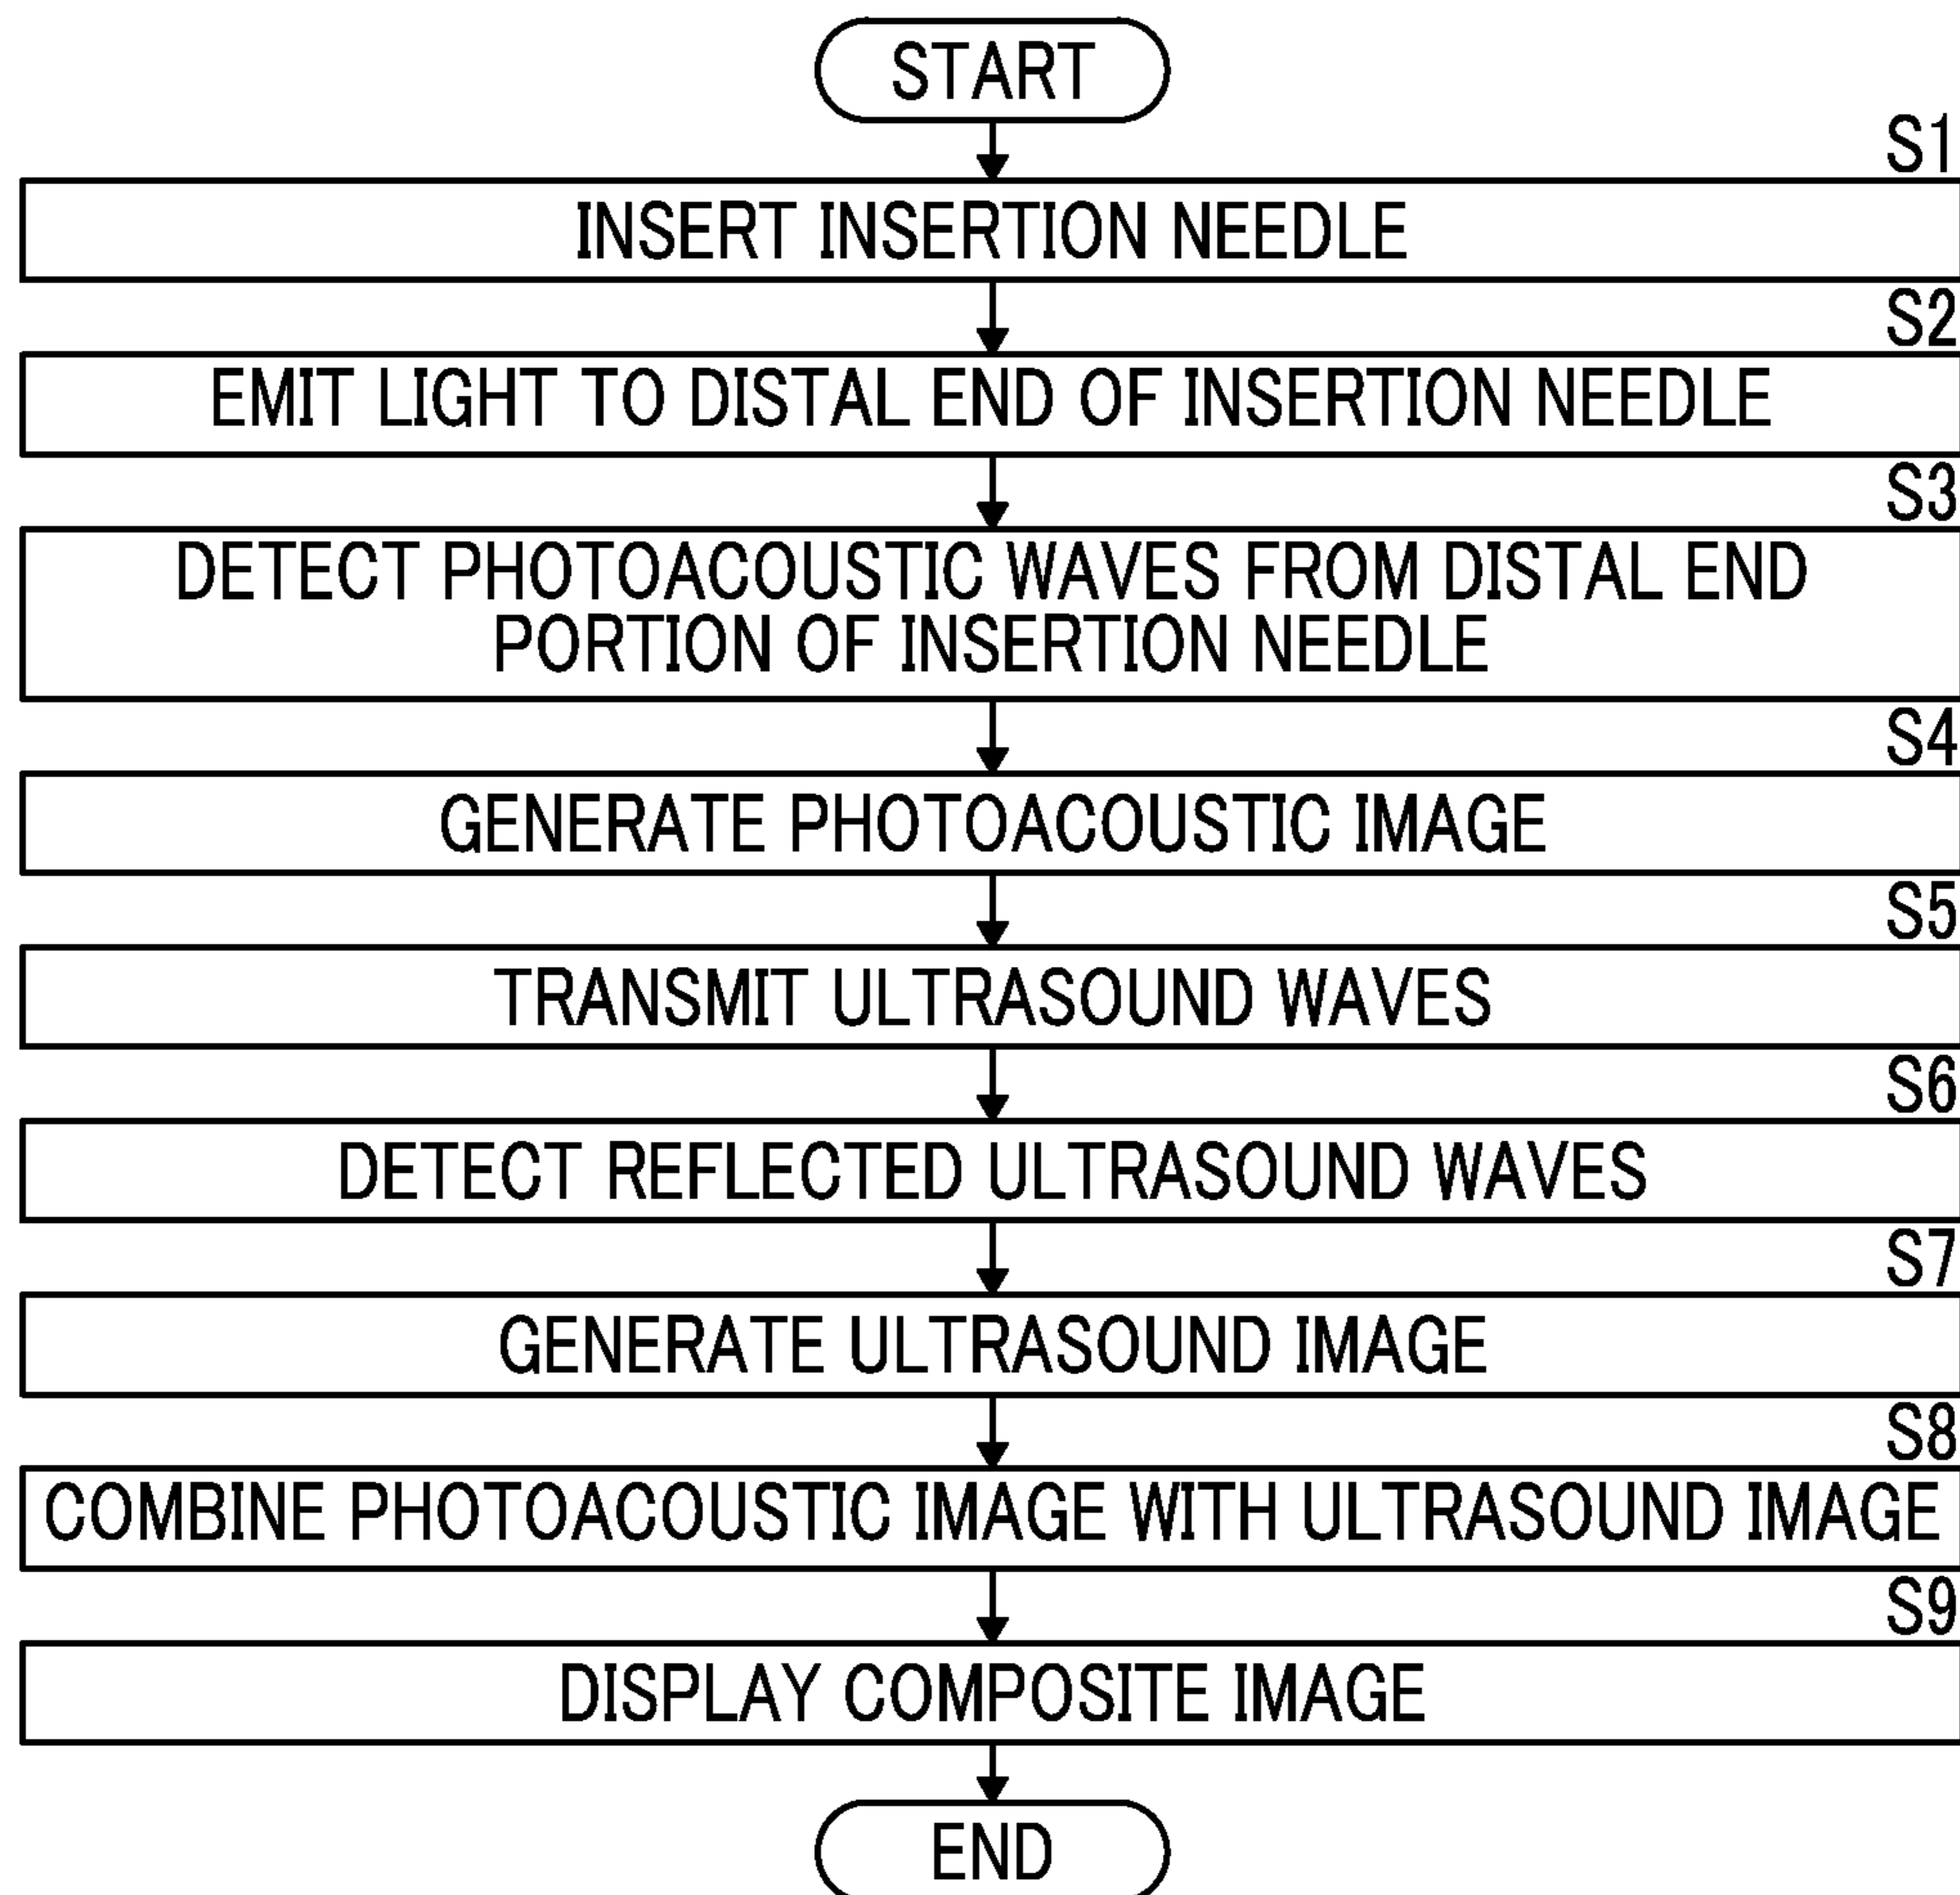 START
S1
INSERT INSERTION NEEDLE
S2
EMIT LIGHT TO DISTAL END OF INSERTION NEEDLE
S3
DETECT PHOTOACOUSTIC WAVES FROM DISTAL END
PORTION OF INSERTION NEEDLE
S4
GENERATE PHOTOACOUSTIC IMAGE
S5
TRANSMIT ULTRASOUND WAVES
S6
DETECT REFLECTED ULTRASOUND WAVES
S7
GENERATE ULTRASOUND IMAGE
S8
COMBINE PHOTOACOUSTIC IMAGE WITH ULTRASOUND IMAGE
S9
DISPLAY COMPOSITE IMAGE
END